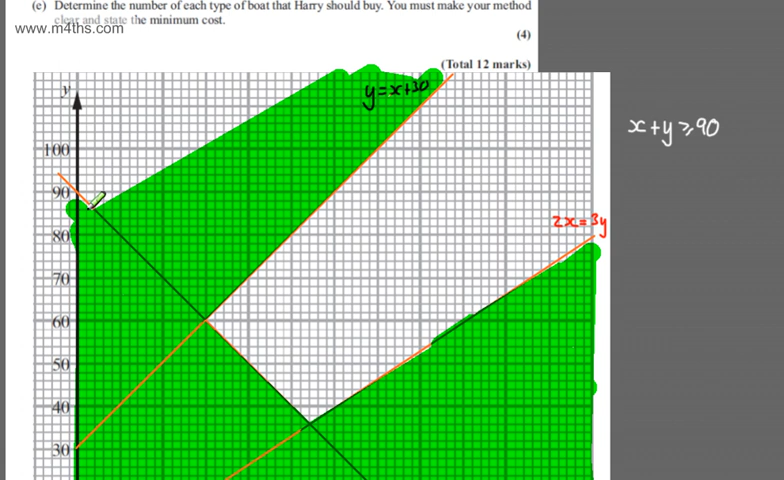 (c) Determine the number of each type of boat that Harry should buy. You must make your method
clear and state the minimum cost.
www.m4ths.com
(4)
(Total 12 marks)
y
y=x+30
x+y≥90
100
90
2x=3y
80
70
60
50
40
30